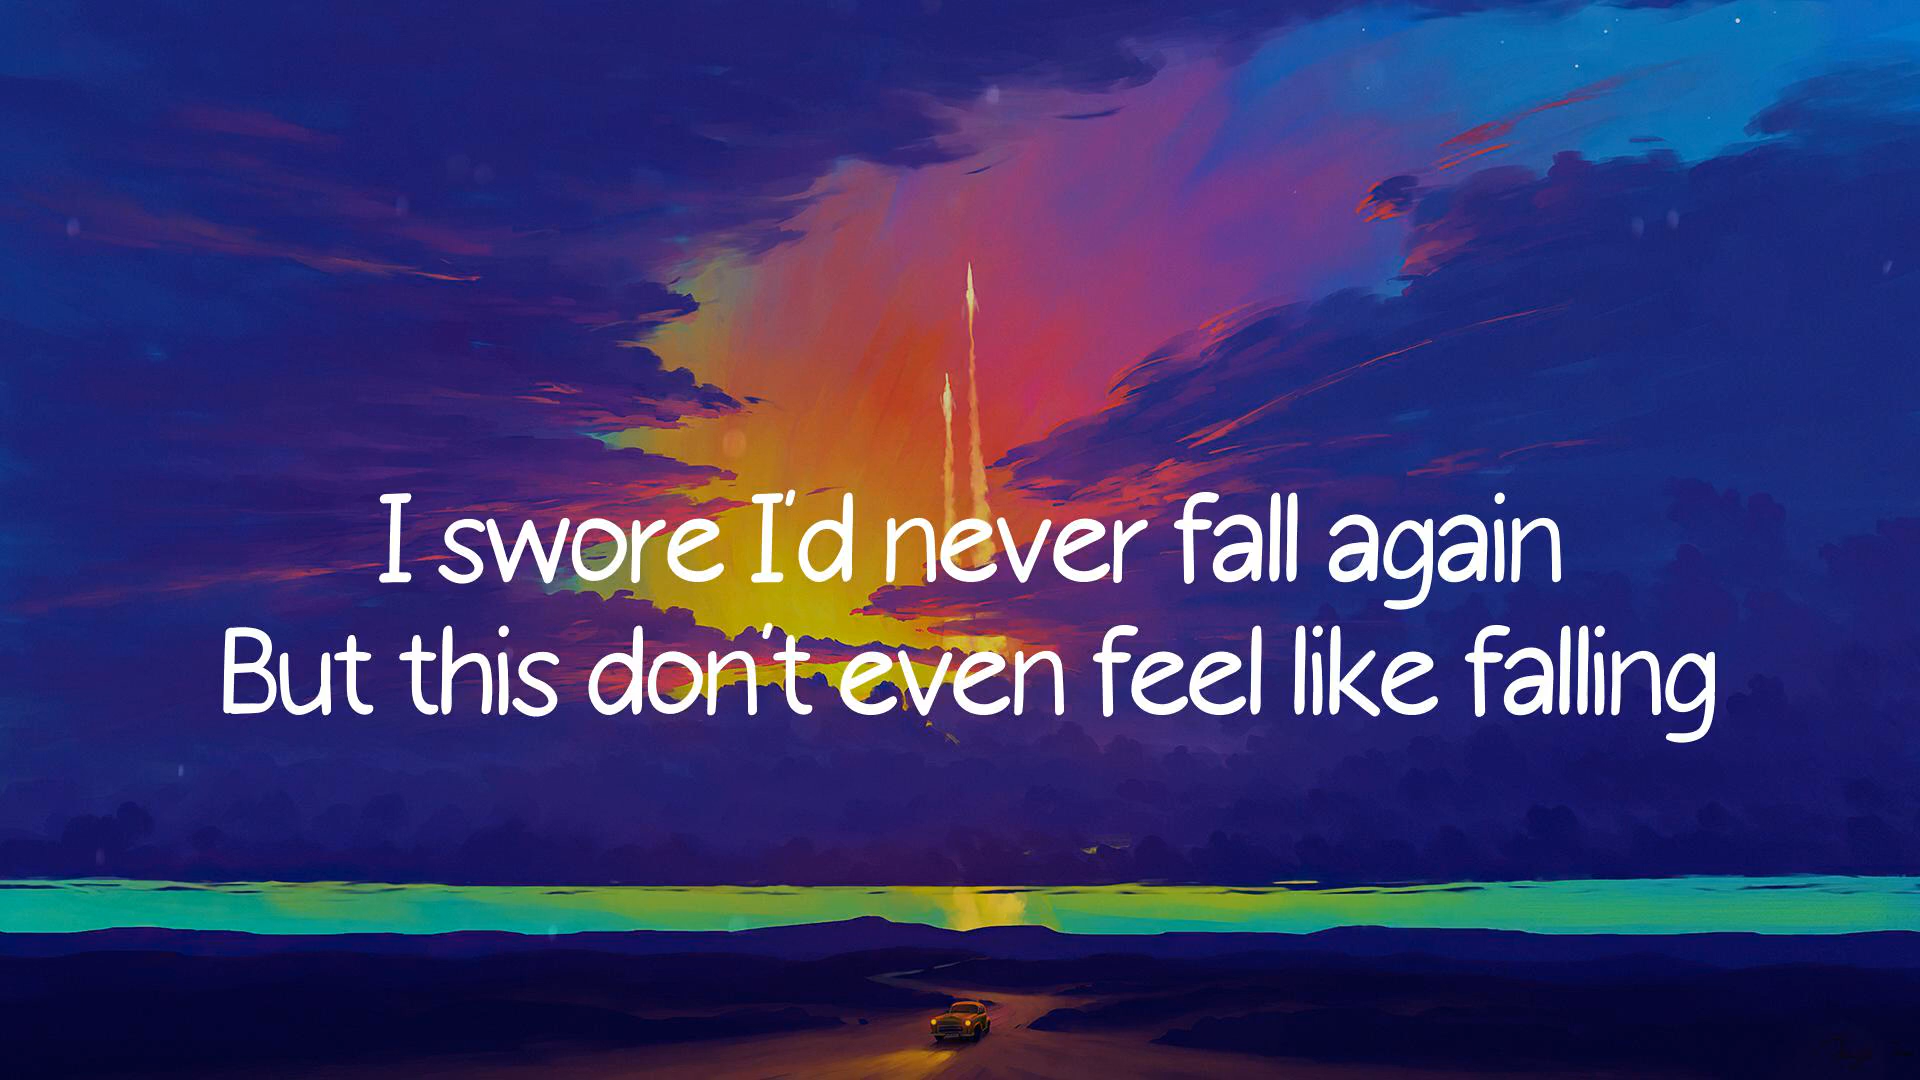 I swore I'd never fall again
But this don't even feel like falling